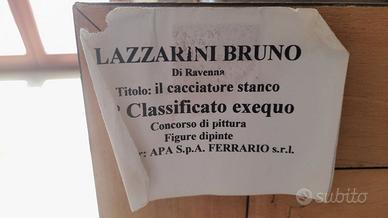 LAZZARINI BRUNO
Di Ravenna
Titolo: il cacciatore stanco
° Classificato exequo
Concorso di pittura
Figure dipinte
: APA S.p.A. FERRARIO s.r.l.
subito